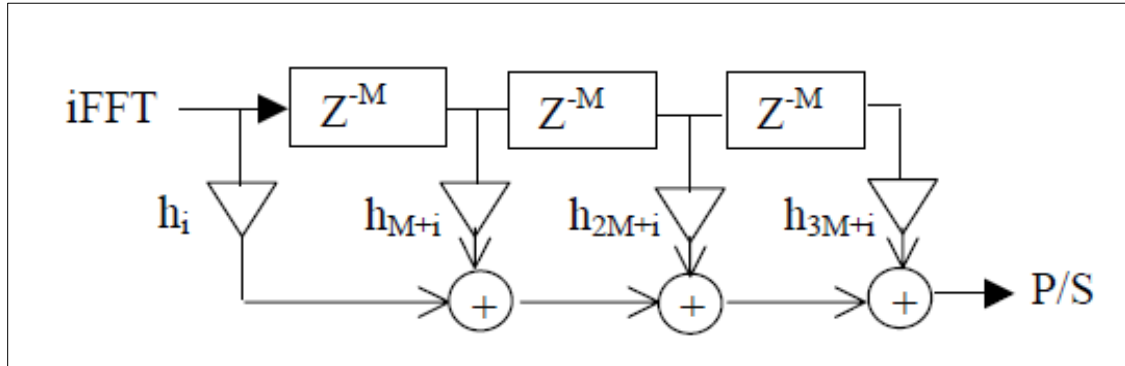 iFFT Z-M Z-M Z-M
hi hM+i h2M+i h3M+i
+ + + P/S